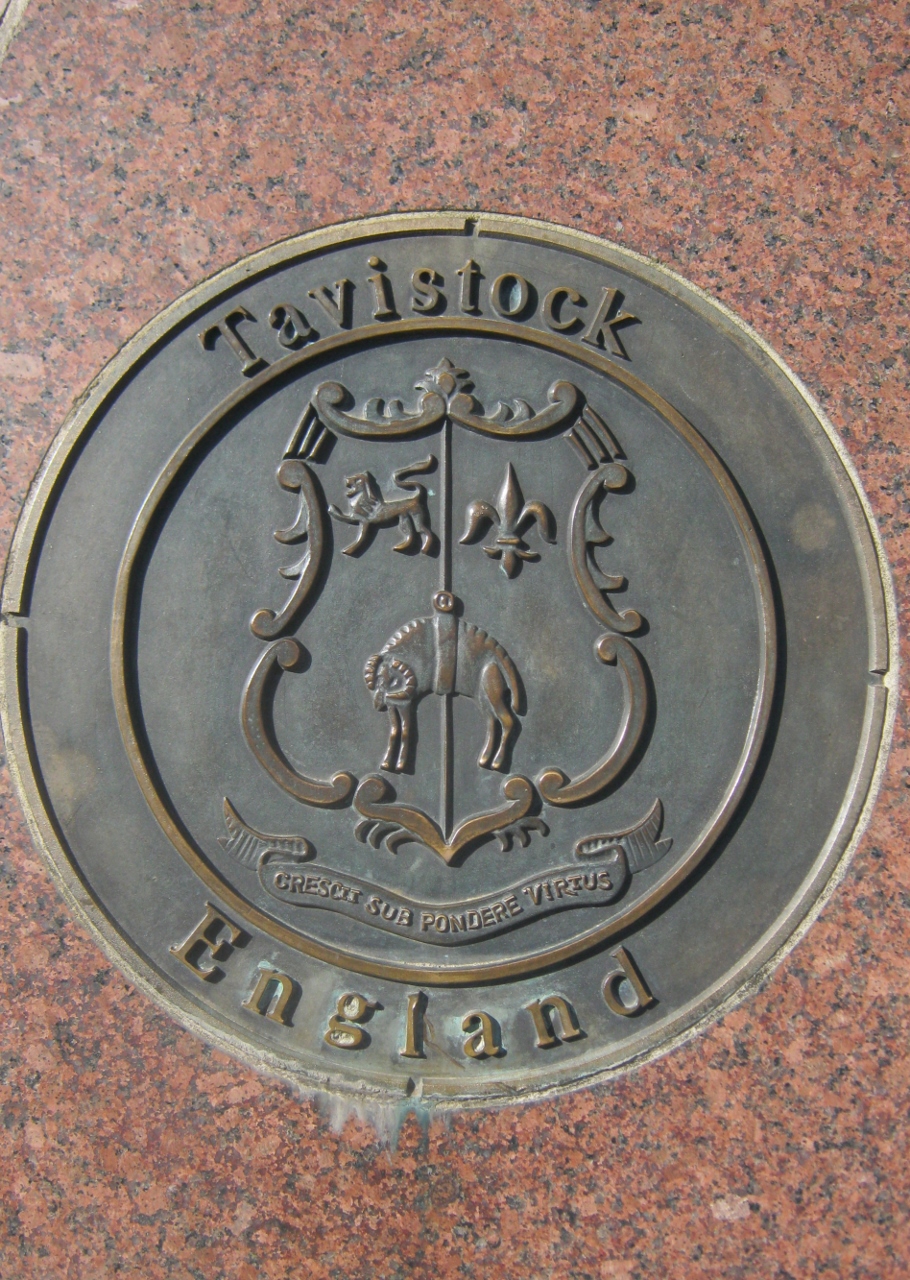 Tavistock
CRESCIT SUB PONDERE VIRTUS
England